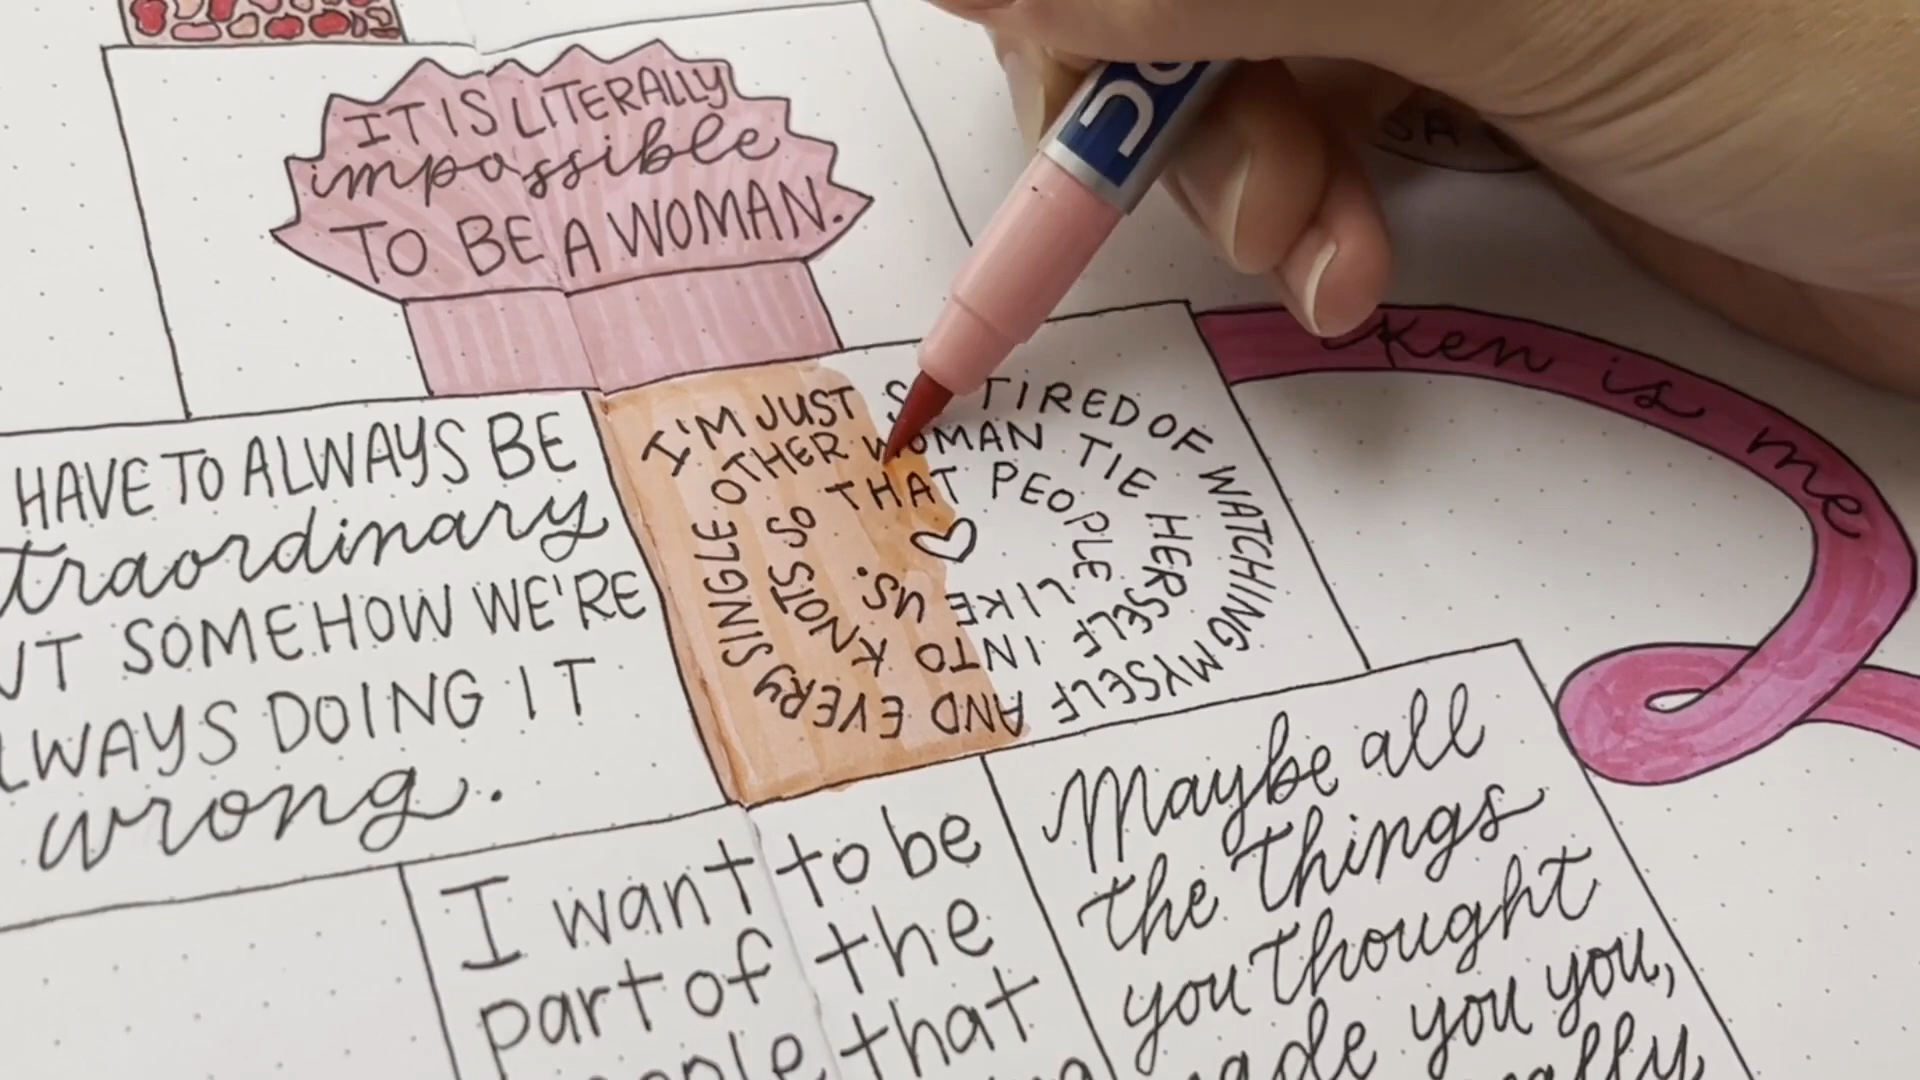 IT IS LITERALLY
impossible
TO BE A WOMAN.
HAVE TO ALWAYS BE
traordinary
UT SOMEHOW WE'RE
LWAYS DOING IT
wrong.
I'M JUST S TIRED OF WATCHING MYSELF
AND EVERY SINGLE OTHER WOMAN TIE HERSELF
INTO KNOTS SO THAT PEOPLE LIKE
US.
ken is me
I want to be
part of the
that
Maybe all
the things
you thought
ade you you,
ally